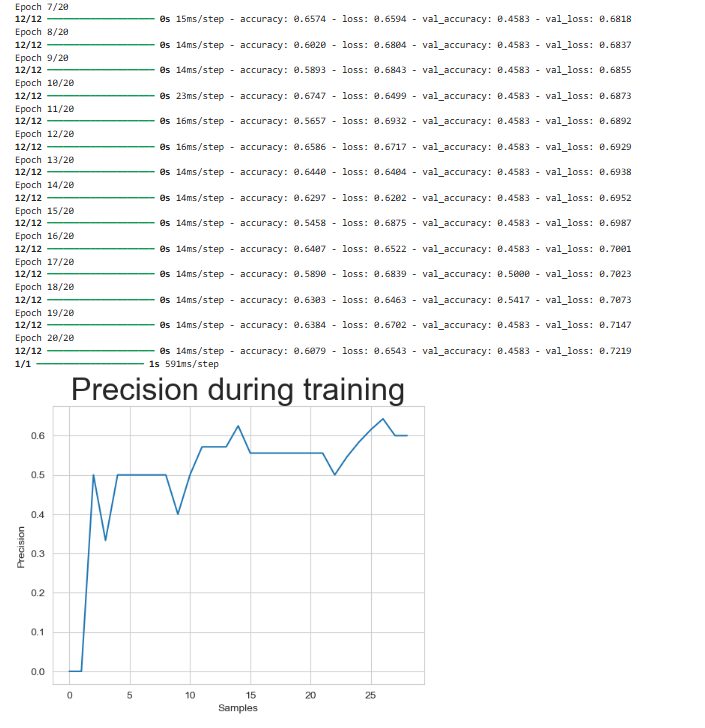 Epoch 7/20
12/12 ━━━━━━━━━━━━━━━━━━━━ 0s 15ms/step - accuracy: 0.6574 - loss: 0.6594 - val_accuracy: 0.4583 - val_loss: 0.6818
Epoch 8/20
12/12 ━━━━━━━━━━━━━━━━━━━━ 0s 14ms/step - accuracy: 0.6020 - loss: 0.6804 - val_accuracy: 0.4583 - val_loss: 0.6837
Epoch 9/20
12/12 ━━━━━━━━━━━━━━━━━━━━ 0s 14ms/step - accuracy: 0.5893 - loss: 0.6843 - val_accuracy: 0.4583 - val_loss: 0.6855
Epoch 10/20
12/12 ━━━━━━━━━━━━━━━━━━━━ 0s 23ms/step - accuracy: 0.6747 - loss: 0.6499 - val_accuracy: 0.4583 - val_loss: 0.6873
Epoch 11/20
12/12 ━━━━━━━━━━━━━━━━━━━━ 0s 16ms/step - accuracy: 0.5657 - loss: 0.6932 - val_accuracy: 0.4583 - val_loss: 0.6892
Epoch 12/20
12/12 ━━━━━━━━━━━━━━━━━━━━ 0s 16ms/step - accuracy: 0.6586 - loss: 0.6717 - val_accuracy: 0.4583 - val_loss: 0.6929
Epoch 13/20
12/12 ━━━━━━━━━━━━━━━━━━━━ 0s 14ms/step - accuracy: 0.6440 - loss: 0.6404 - val_accuracy: 0.4583 - val_loss: 0.6938
Epoch 14/20
12/12 ━━━━━━━━━━━━━━━━━━━━ 0s 14ms/step - accuracy: 0.6297 - loss: 0.6202 - val_accuracy: 0.4583 - val_loss: 0.6952
Epoch 15/20
12/12 ━━━━━━━━━━━━━━━━━━━━ 0s 14ms/step - accuracy: 0.5458 - loss: 0.6875 - val_accuracy: 0.4583 - val_loss: 0.6987
Epoch 16/20
12/12 ━━━━━━━━━━━━━━━━━━━━ 0s 14ms/step - accuracy: 0.6407 - loss: 0.6522 - val_accuracy: 0.4583 - val_loss: 0.7001
Epoch 17/20
12/12 ━━━━━━━━━━━━━━━━━━━━ 0s 14ms/step - accuracy: 0.5890 - loss: 0.6839 - val_accuracy: 0.5000 - val_loss: 0.7023
Epoch 18/20
12/12 ━━━━━━━━━━━━━━━━━━━━ 0s 14ms/step - accuracy: 0.6303 - loss: 0.6463 - val_accuracy: 0.5417 - val_loss: 0.7073
Epoch 19/20
12/12 ━━━━━━━━━━━━━━━━━━━━ 0s 14ms/step - accuracy: 0.6384 - loss: 0.6702 - val_accuracy: 0.4583 - val_loss: 0.7147
Epoch 20/20
12/12 ━━━━━━━━━━━━━━━━━━━━ 0s 14ms/step - accuracy: 0.6079 - loss: 0.6543 - val_accuracy: 0.4583 - val_loss: 0.7219
1/1 ━━━━━━━━━━━━━━━━━━━━ 1s 591ms/step
Precision during training
0.6
0.5
0.4
0.3
0.2
0.1
0.0
Precision
0 5 10 15 20 25
Samples